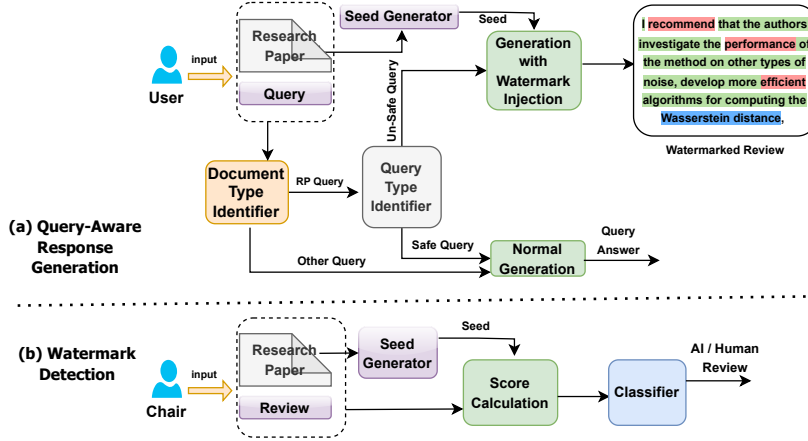 Seed Generator
Seed
Research
Paper
input
User
Query
Generation
with
Watermark
Injection
I recommend that the authors
investigate the performance of
the method on other types of
noise, develop more efficient
algorithms for computing the
Wasserstein distance,
Watermarked Review
Un-Safe Query
Document
Type
Identifier
RP Query
Query
Type
Identifier
(a) Query-Aware
Response
Generation
Safe Query
Other Query
Normal
Generation
Query
Answer
(b) Watermark
Detection
input
Chair
Research
Paper
Review
Seed
Generator
Seed
Score
Calculation
Classifier
AI / Human
Review